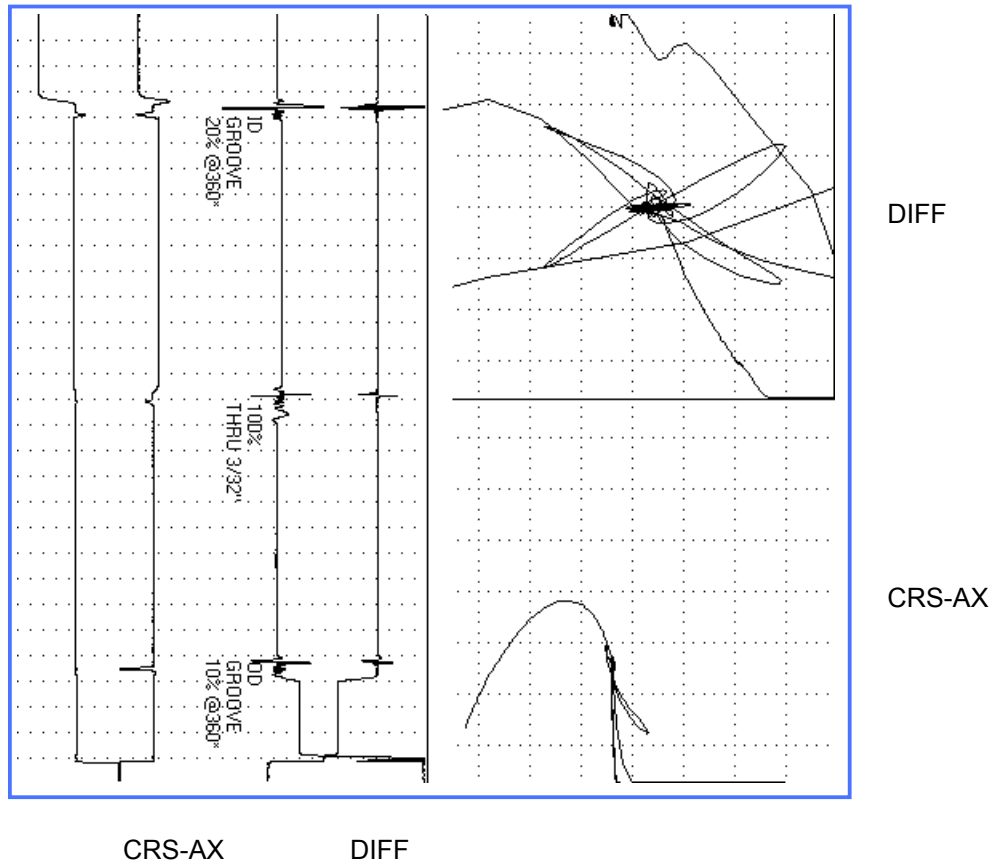 ID
GROOVE
20% @360°
100%
THRU 3/32"
OD
GROOVE
10% @360°
DIFF
CRS-AX
CRS-AX DIFF